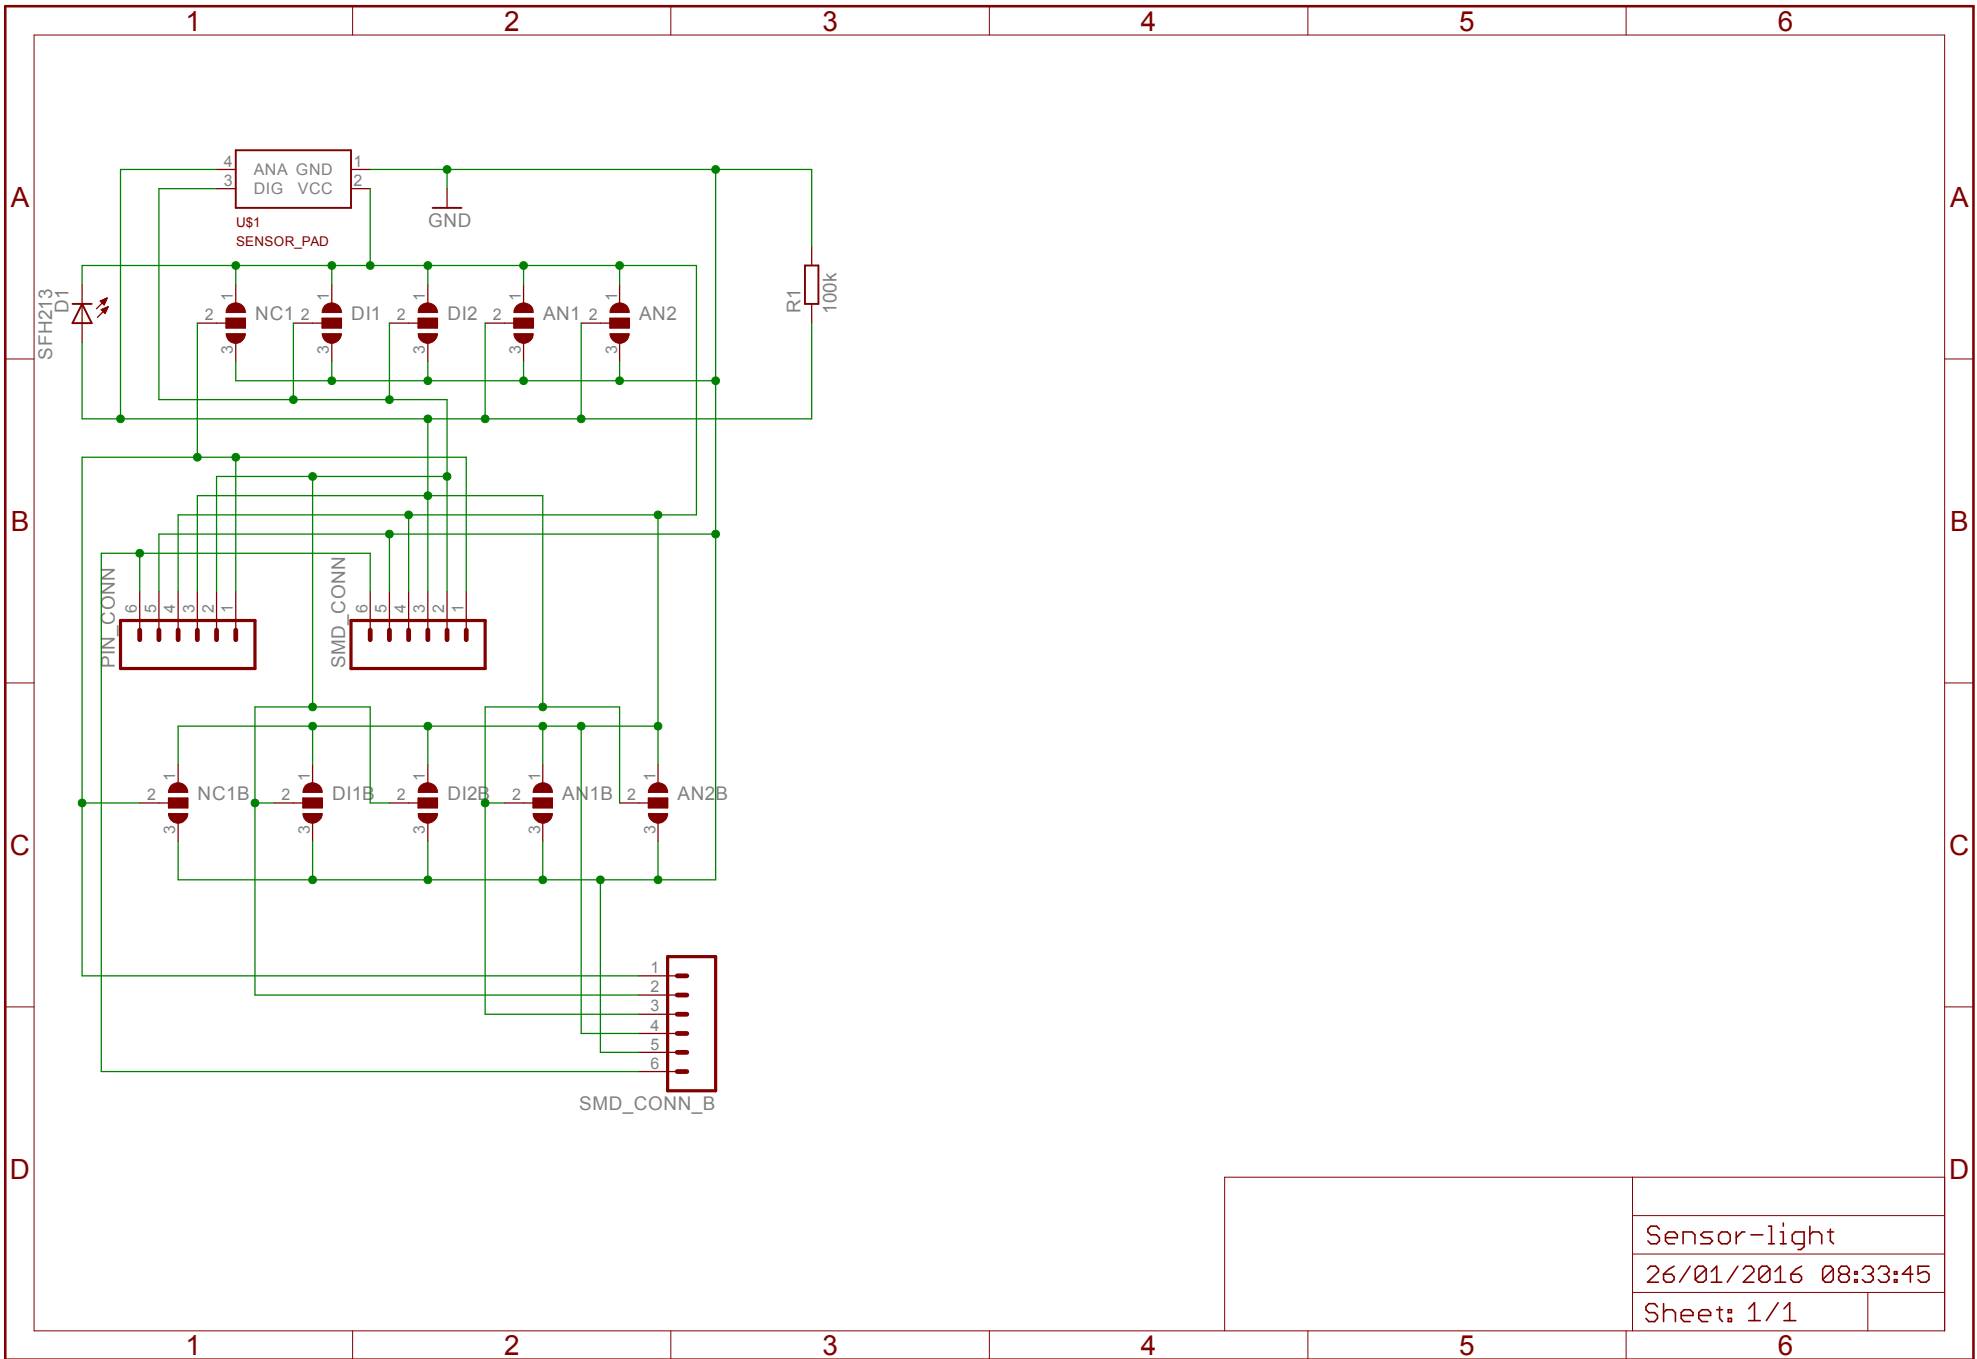 1 2 3 4 5 6
A A
4 ANA GND 1
3 DIG VCC 2
U$1
SENSOR_PAD
GND
SFH213
D1
R1
100k
1 1 1 1 1
2 NC1 2 DI1 2 DI2 2 AN1 2 AN2
3 3 3 3 3
B B
PIN_CONN
6 5 4 3 2 1
SMD_CONN
6 5 4 3 2 1
1 1 1 1 1
2 NC1B 2 DI1B 2 DI2B 2 AN1B 2 AN2B
3 3 3 3 3
C C
1
2
3
4
5
6
SMD_CONN_B
D D
Sensor-light
26/01/2016 08:33:45
Sheet: 1/1
1 2 3 4 5 6